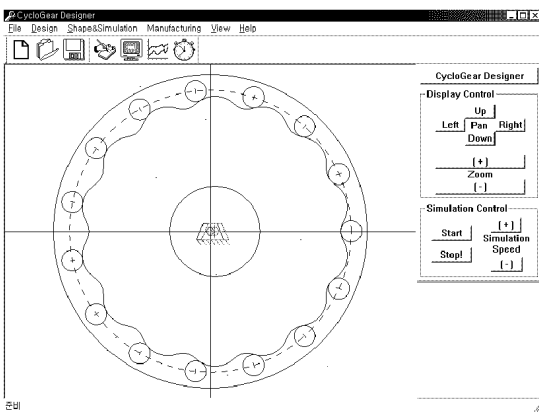 CycloGear Designer
File Design Shape&Simulation Manufacturing View Help
CycloGear Designer
Display Control
Up
Left Pan Right
Down
(+)
Zoom
(-)
Simulation Control
Start (+)
Simulation
Stop! Speed
(-)
준비